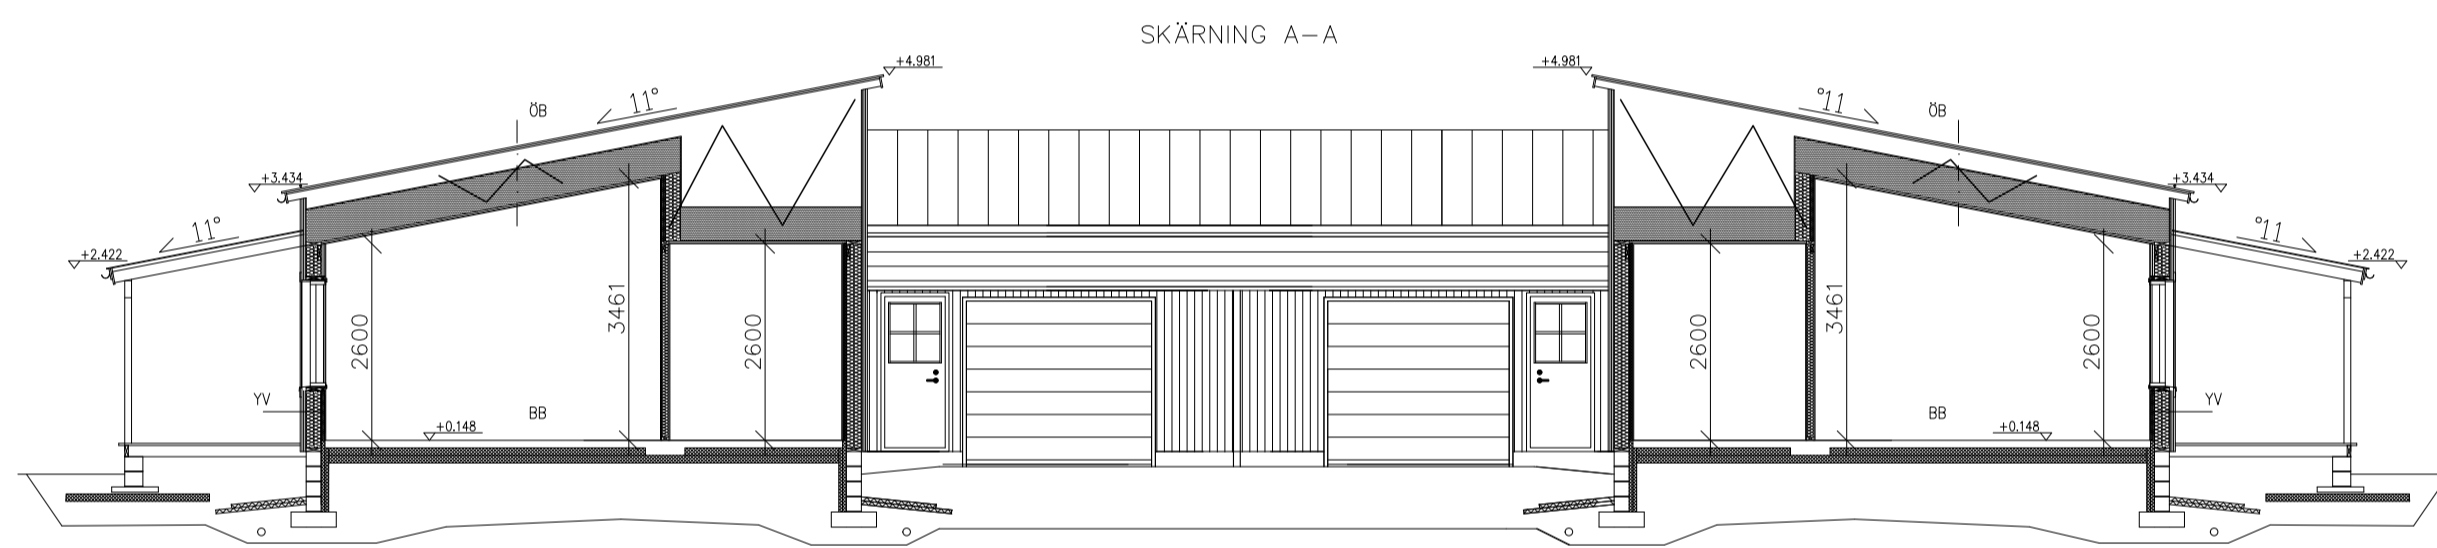 SKÄRNING A-A
+4.981
+4.981
11°
ÖB
°11
ÖB
+3.434
+3.434
11°
°11
+2.422
+2.422
2600
3461
2600
2600
3461
2600
YV
BB
+0.148
BB
+0.148
YV